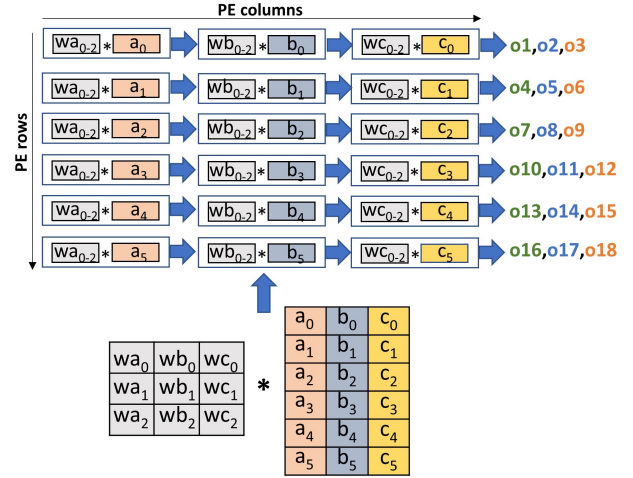 PE columns
PE rows
wa0-2 * a0 wb0-2 * b0 wc0-2 * c0 o1,o2,o3
wa0-2 * a1 wb0-2 * b1 wc0-2 * c1 o4,o5,o6
wa0-2 * a2 wb0-2 * b2 wc0-2 * c2 o7,o8,o9
wa0-2 * a3 wb0-2 * b3 wc0-2 * c3 o10,o11,o12
wa0-2 * a4 wb0-2 * b4 wc0-2 * c4 o13,o14,o15
wa0-2 * a5 wb0-2 * b5 wc0-2 * c5 o16,o17,o18
wa0 wb0 wc0
wa1 wb1 wc1
wa2 wb2 wc2
*
a0 b0 c0
a1 b1 c1
a2 b2 c2
a3 b3 c3
a4 b4 c4
a5 b5 c5